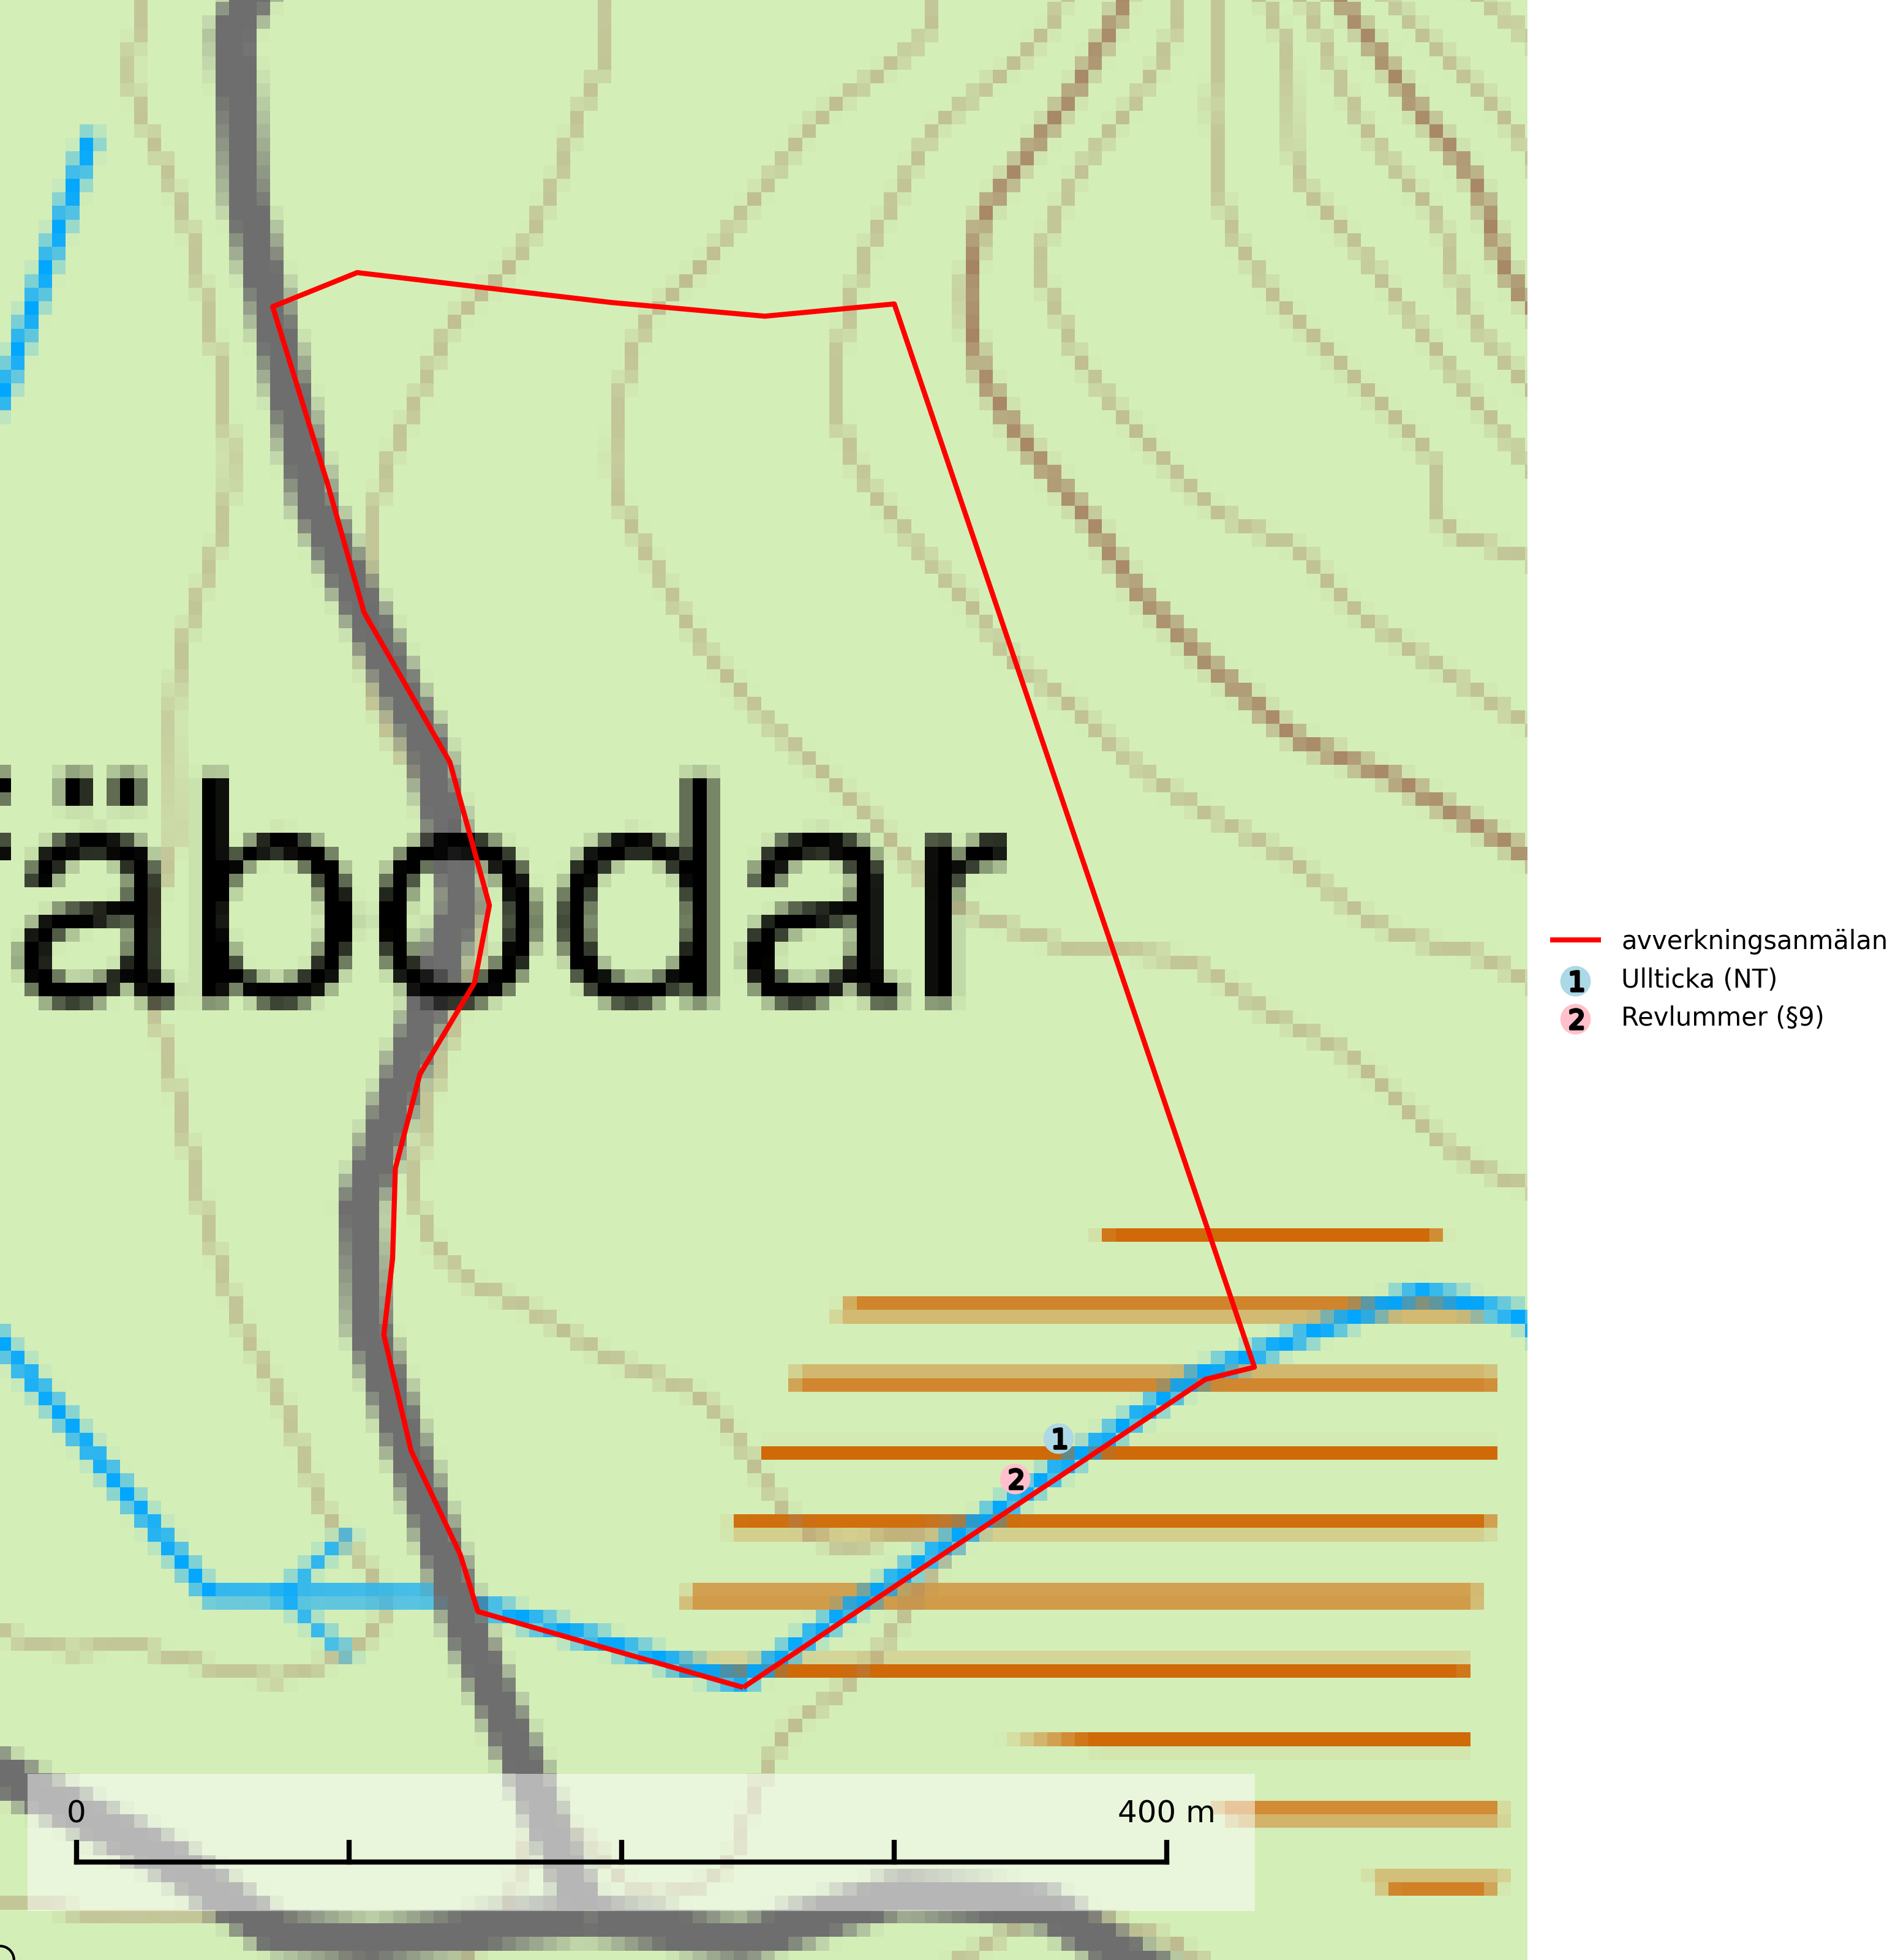 äbodar
avverkningsanmälan
1 Ullticka (NT)
2 Revlummer (§9)
1
2
0 400 m